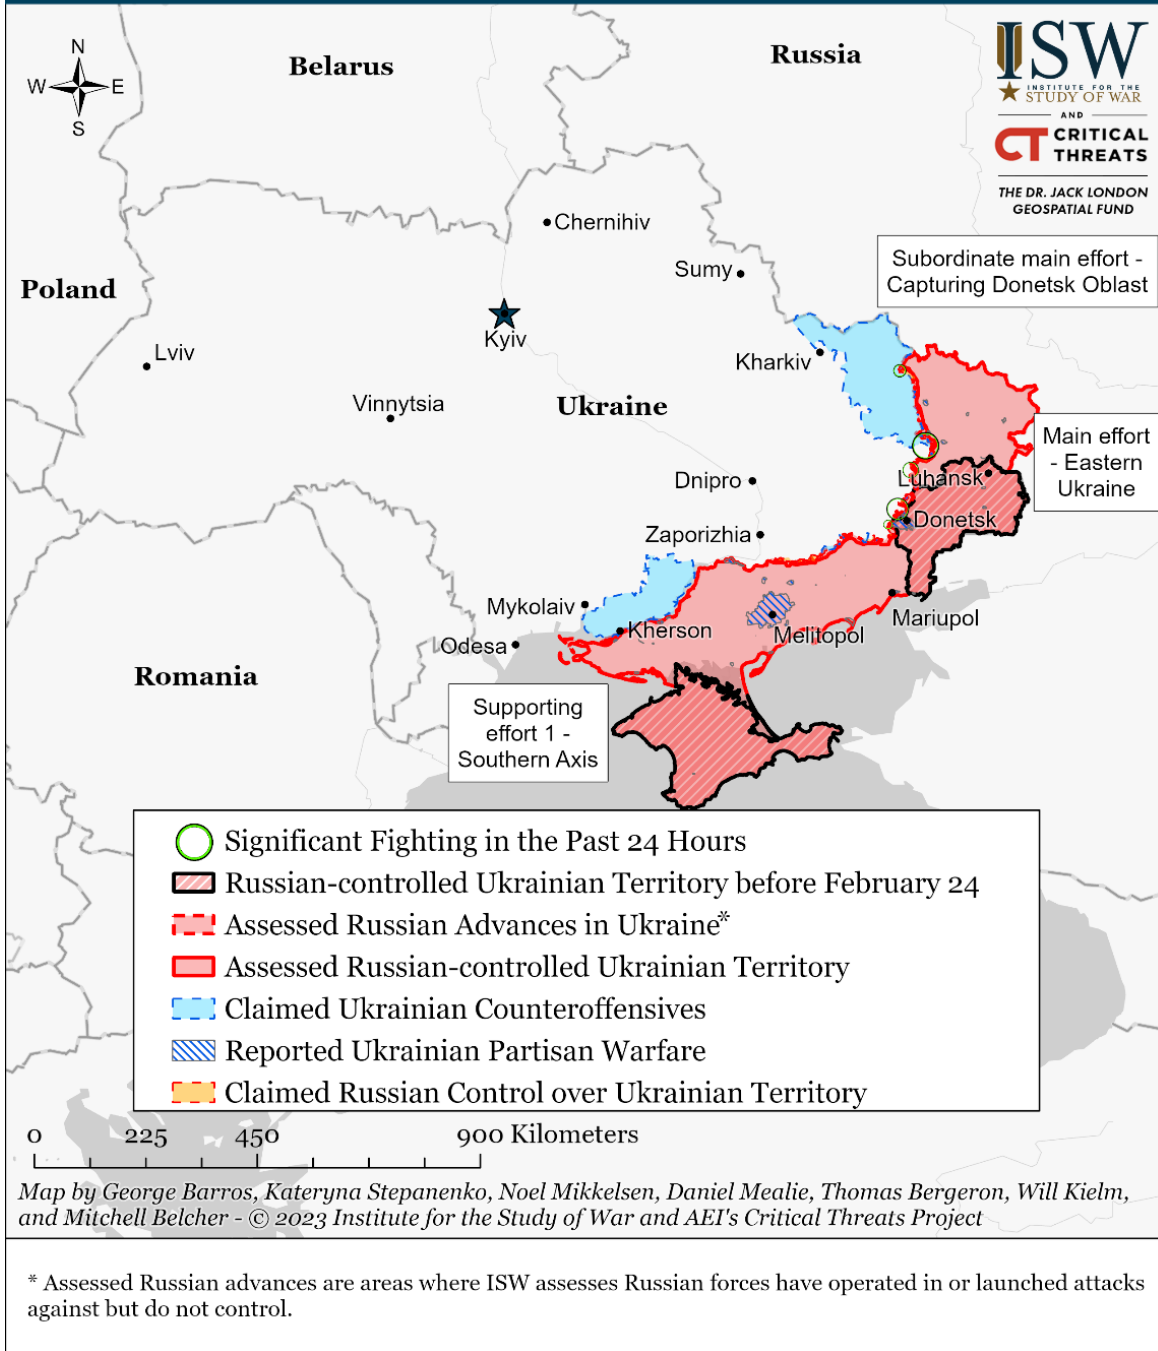 N
W E
S
Belarus
Russia
ISW
INSTITUTE FOR THE
STUDY OF WAR
AND
CT CRITICAL
THREATS
THE DR. JACK LONDON
GEOSPATIAL FUND
Chernihiv
Subordinate main effort -
Capturing Donetsk Oblast
Sumy
Poland
Kyiv
Lviv
Kharkiv
Vinnytsia
Ukraine
Main effort
- Eastern
Ukraine
Luhansk
Dnipro
Donetsk
Zaporizhia
Mykolaiv
Mariupol
Kherson
Melitopol
Odesa
Romania
Supporting
effort 1 -
Southern Axis
Significant Fighting in the Past 24 Hours
Russian-controlled Ukrainian Territory before February 24
Assessed Russian Advances in Ukraine*
Assessed Russian-controlled Ukrainian Territory
Claimed Ukrainian Counteroffensives
Reported Ukrainian Partisan Warfare
Claimed Russian Control over Ukrainian Territory
0 225 450 900 Kilometers
Map by George Barros, Kateryna Stepanenko, Noel Mikkelsen, Daniel Mealie, Thomas Bergeron, Will Kielm,
and Mitchell Belcher - © 2023 Institute for the Study of War and AEI's Critical Threats Project
* Assessed Russian advances are areas where ISW assesses Russian forces have operated in or launched attacks
against but do not control.